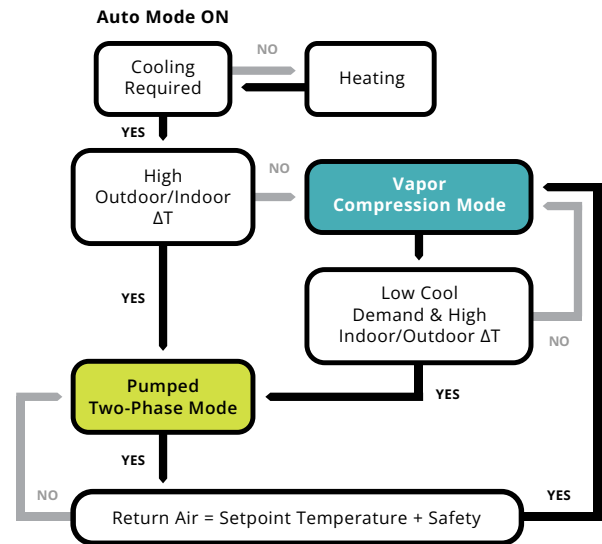 Auto Mode ON
NO
Cooling
Required
Heating
YES
High
Outdoor/Indoor
ΔT
NO
Vapor
Compression Mode
YES
Low Cool
Demand & High
Indoor/Outdoor ΔT
NO
Pumped
Two-Phase Mode
YES
YES
NO
Return Air = Setpoint Temperature + Safety
YES